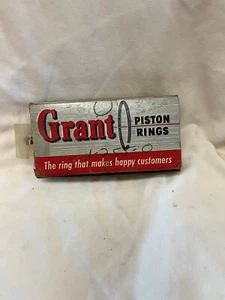 Grant PISTON
RINGS
The ring that makes happy customers